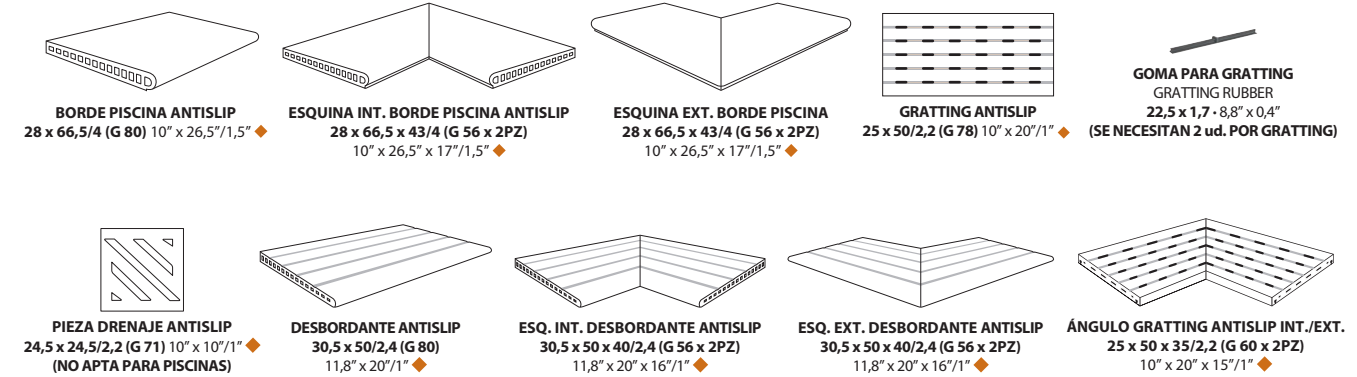 BORDE PISCINA ANTISLIP
28 x 66,5/4 (G 80) 10” x 26,5”/1,5”
ESQUINA INT. BORDE PISCINA ANTISLIP
28 x 66,5 x 43/4 (G 56 x 2PZ)
10” x 26,5” x 17”/1,5”
ESQUINA EXT. BORDE PISCINA
28 x 66,5 x 43/4 (G 56 x 2PZ)
10” x 26,5” x 17”/1,5”
GRATTING ANTISLIP
25 x 50/2,2 (G 78) 10” x 20”/1”
GOMA PARA GRATTING
GRATTING RUBBER
22,5 x 1,7 · 8,8” x 0,4”
(SE NECESITAN 2 ud. POR GRATTING)
PIEZA DRENAJE ANTISLIP
24,5 x 24,5/2,2 (G 71) 10” x 10”/1”
(NO APTA PARA PISCINAS)
DESBORDANTE ANTISLIP
30,5 x 50/2,4 (G 80)
11,8” x 20”/1”
ESQ. INT. DESBORDANTE ANTISLIP
30,5 x 50 x 40/2,4 (G 56 x 2PZ)
11,8” x 20” x 16”/1”
ESQ. EXT. DESBORDANTE ANTISLIP
30,5 x 50 x 40/2,4 (G 56 x 2PZ)
11,8” x 20” x 16”/1”
ÁNGULO GRATTING ANTISLIP INT./EXT.
25 x 50 x 35/2,2 (G 60 x 2PZ)
10” x 20” x 15”/1”